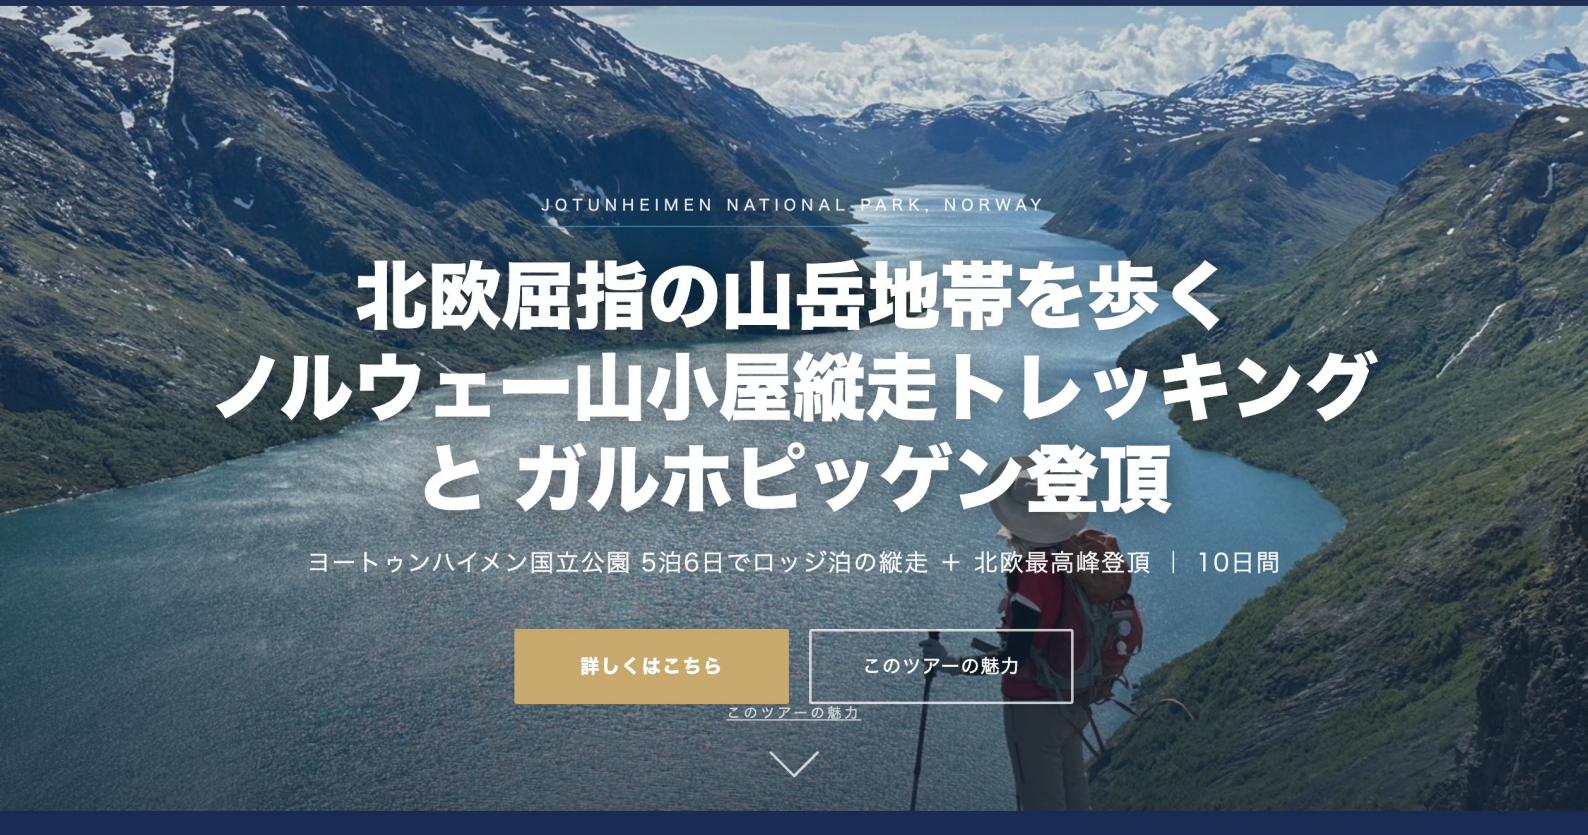 JOTUNHEIMEN NATIONAL PARK, NORWAY
北欧屈指の山岳地帯を歩く
ノルウェー山小屋縦走トレッキング
と ガルホピッゲン登頂
ヨートゥンハイメン国立公園 5泊6日でロッジ泊の縦走 ＋ 北欧最高峰登頂 ｜ 10日間
詳しくはこちら
このツアーの魅力
このツアーの魅力